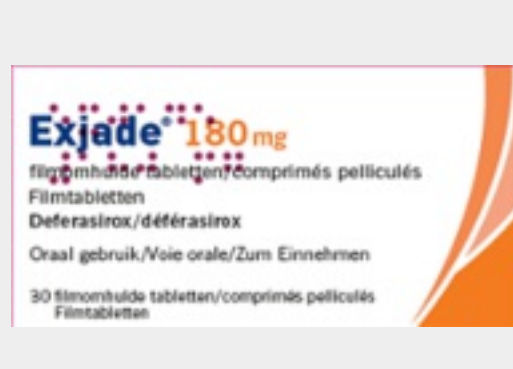 Exjade® 180 mg
filmomhulde tabletten/comprimés pelliculés
Filmtabletten
Deferasirox/déférasirox
Oraal gebruik/Voie orale/Zum Einnehmen
30 filmomhulde tabletten/comprimés pelliculés
Filmtabletten